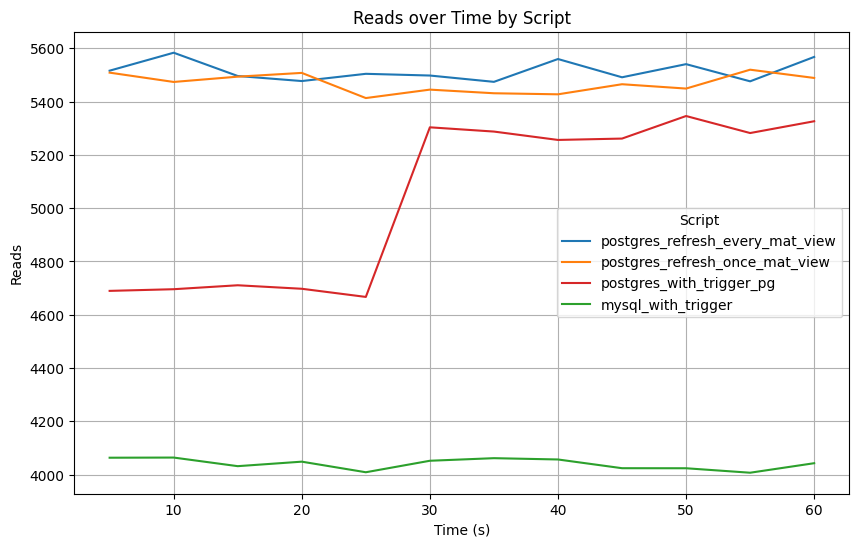 Reads over Time by Script
5600
5400
5200
5000
4800
4600
4400
4200
4000
Reads
Script
postgres_refresh_every_mat_view
postgres_refresh_once_mat_view
postgres_with_trigger_pg
mysql_with_trigger
10 20 30 40 50 60
Time (s)